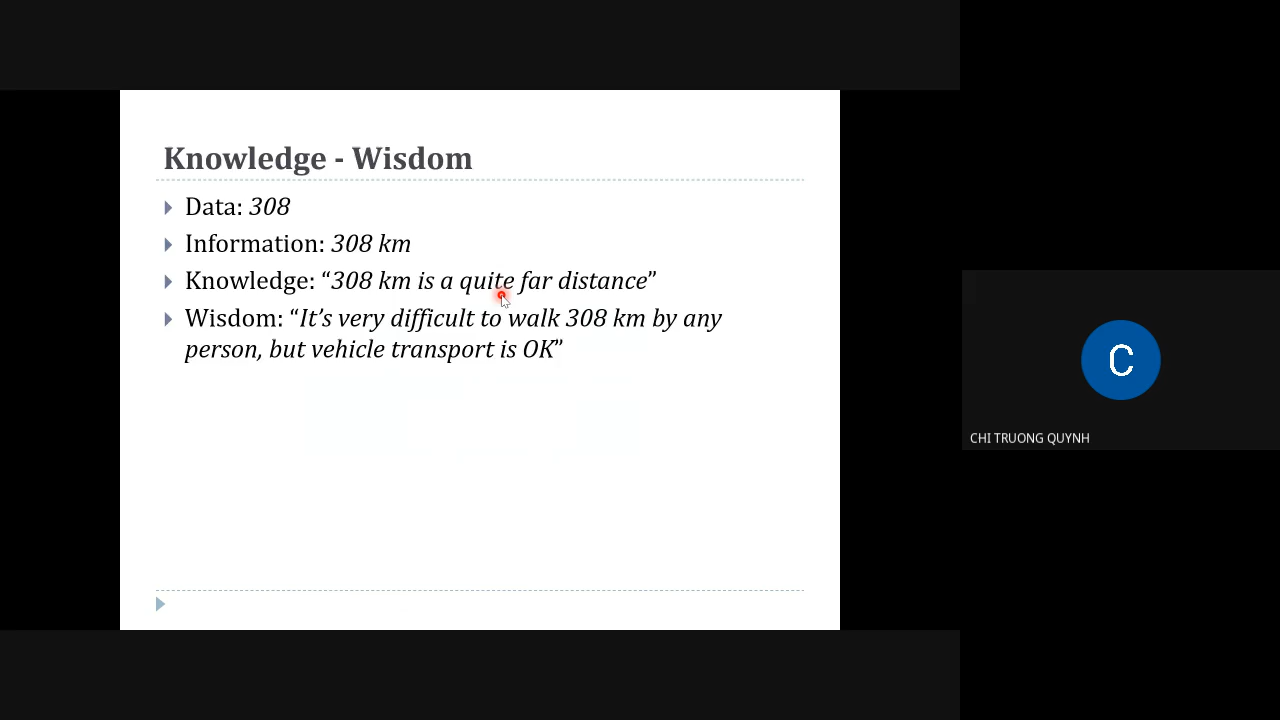 Knowledge - Wisdom
Data: 308
Information: 308 km
Knowledge: “308 km is a quite far distance”
Wisdom: “It’s very difficult to walk 308 km by any
person, but vehicle transport is OK”
C
CHI TRUONG QUYNH